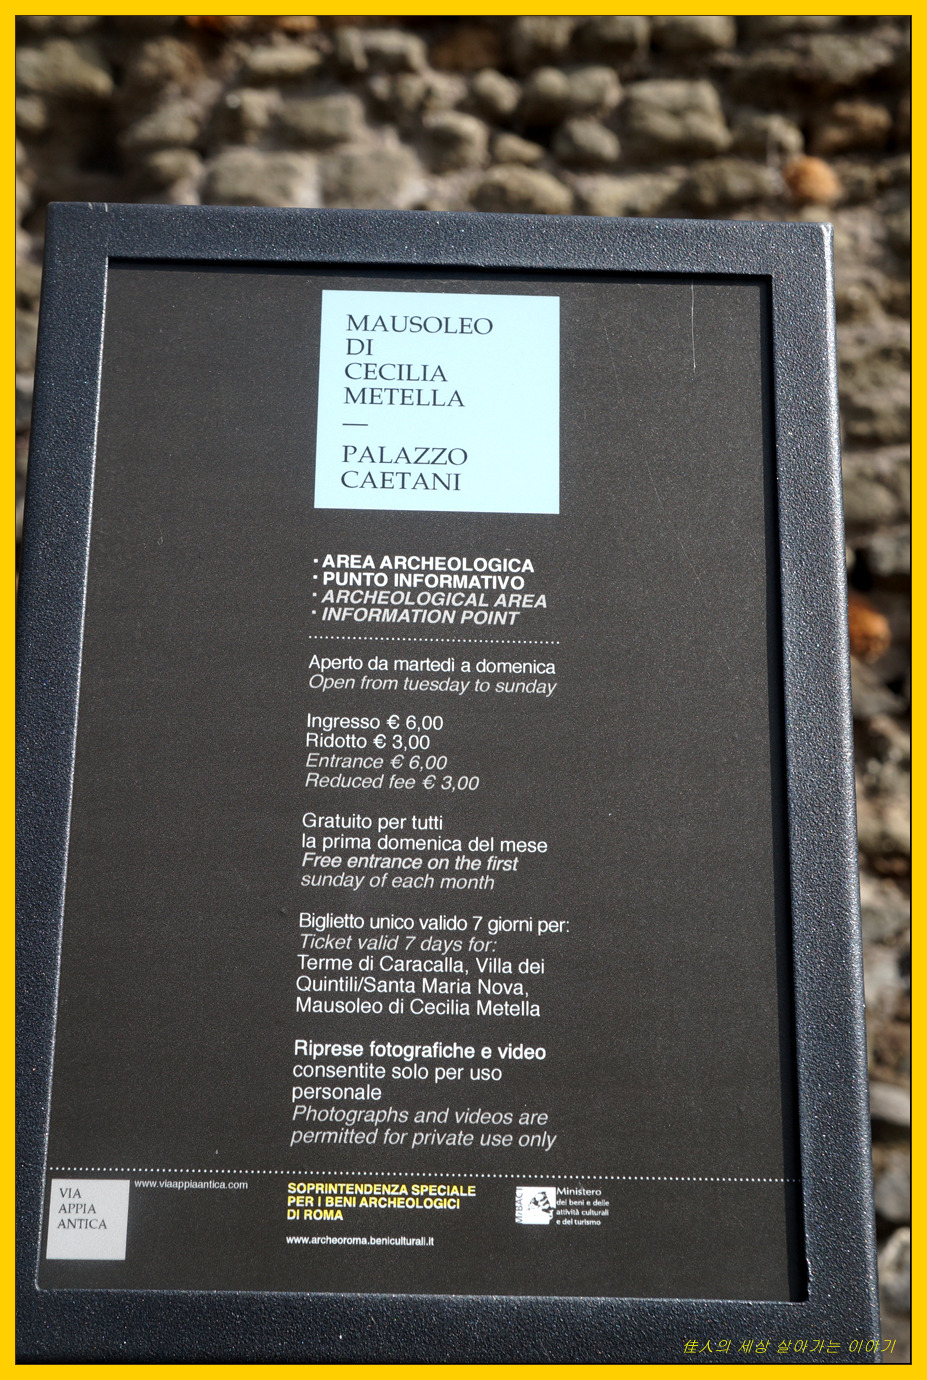 MAUSOLEO
DI
CECILIA
METELLA
—
PALAZZO
CAETANI
· AREA ARCHEOLOGICA
· PUNTO INFORMATIVO
· ARCHEOLOGICAL AREA
· INFORMATION POINT
Aperto da martedì a domenica
Open from tuesday to sunday
Ingresso € 6,00
Ridotto € 3,00
Entrance € 6,00
Reduced fee € 3,00
Gratuito per tutti
la prima domenica del mese
Free entrance on the first
sunday of each month
Biglietto unico valido 7 giorni per:
Ticket valid 7 days for:
Terme di Caracalla, Villa dei
Quintili/Santa Maria Nova,
Mausoleo di Cecilia Metella
Riprese fotografiche e video
consentite solo per uso
personale
Photographs and videos are
permitted for private use only
VIA
APPIA
ANTICA
www.viaappiaantica.com
SOPRINTENDENZA SPECIALE
PER I BENI ARCHEOLOGICI
DI ROMA
www.archeoroma.beniculturali.it
MiBACT
Ministero
dei beni e delle
attività culturali
e del turismo
佳人의 세상 살아가는 이야기